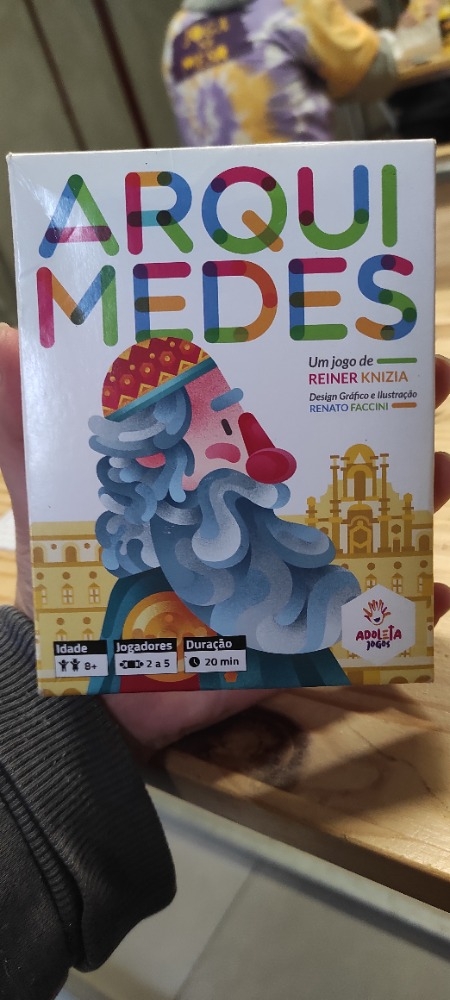 ARQUI
MEDES
Um jogo de
REINER KNIZIA
Design Gráfico e Ilustração
RENATO FACCINI
ADOLETA
JOGOS
Idade
8+
Jogadores
2 a 5
Duração
20 min